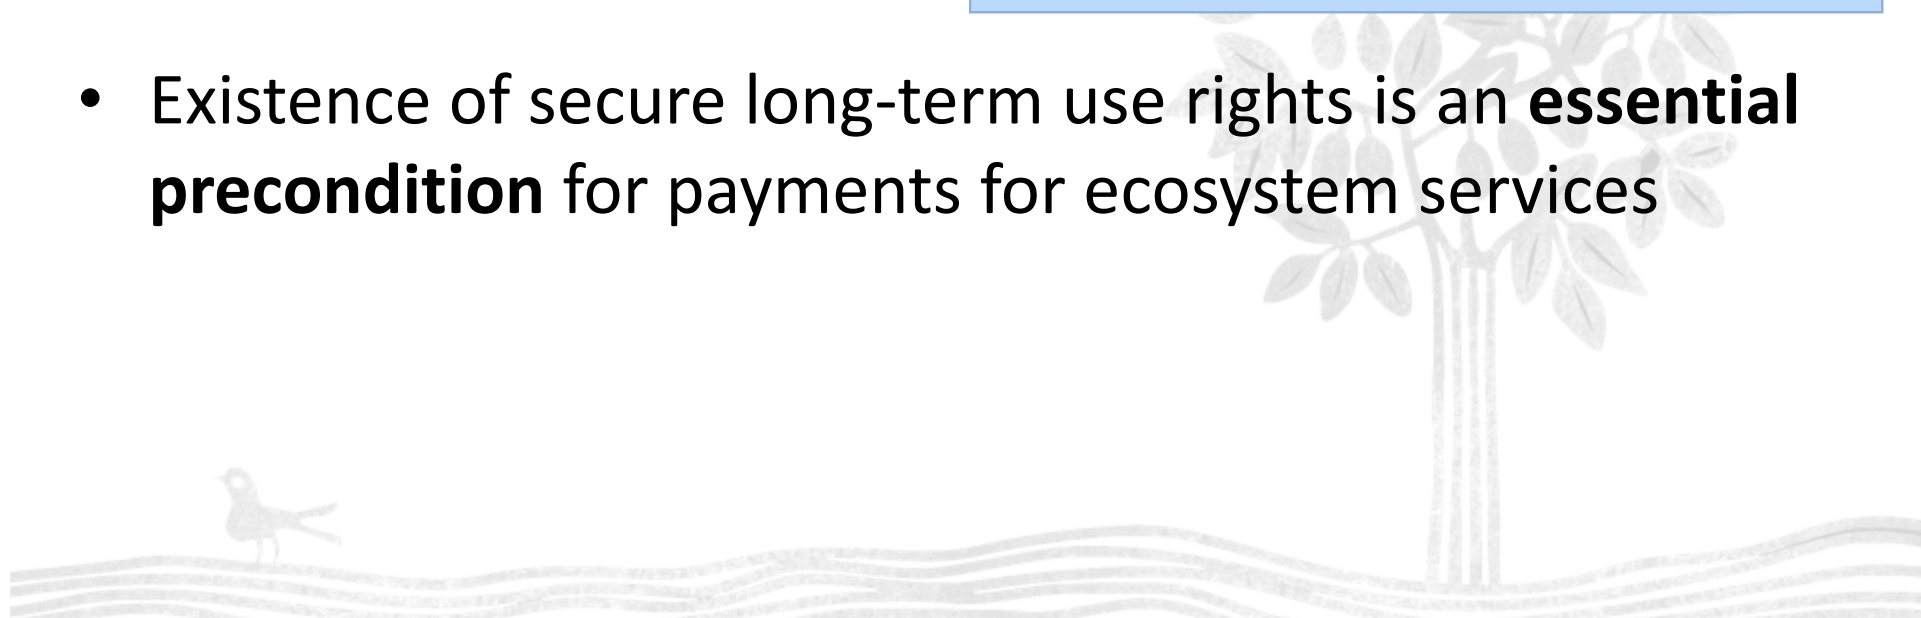 • Existence of secure long-term use rights is an essential
precondition for payments for ecosystem services